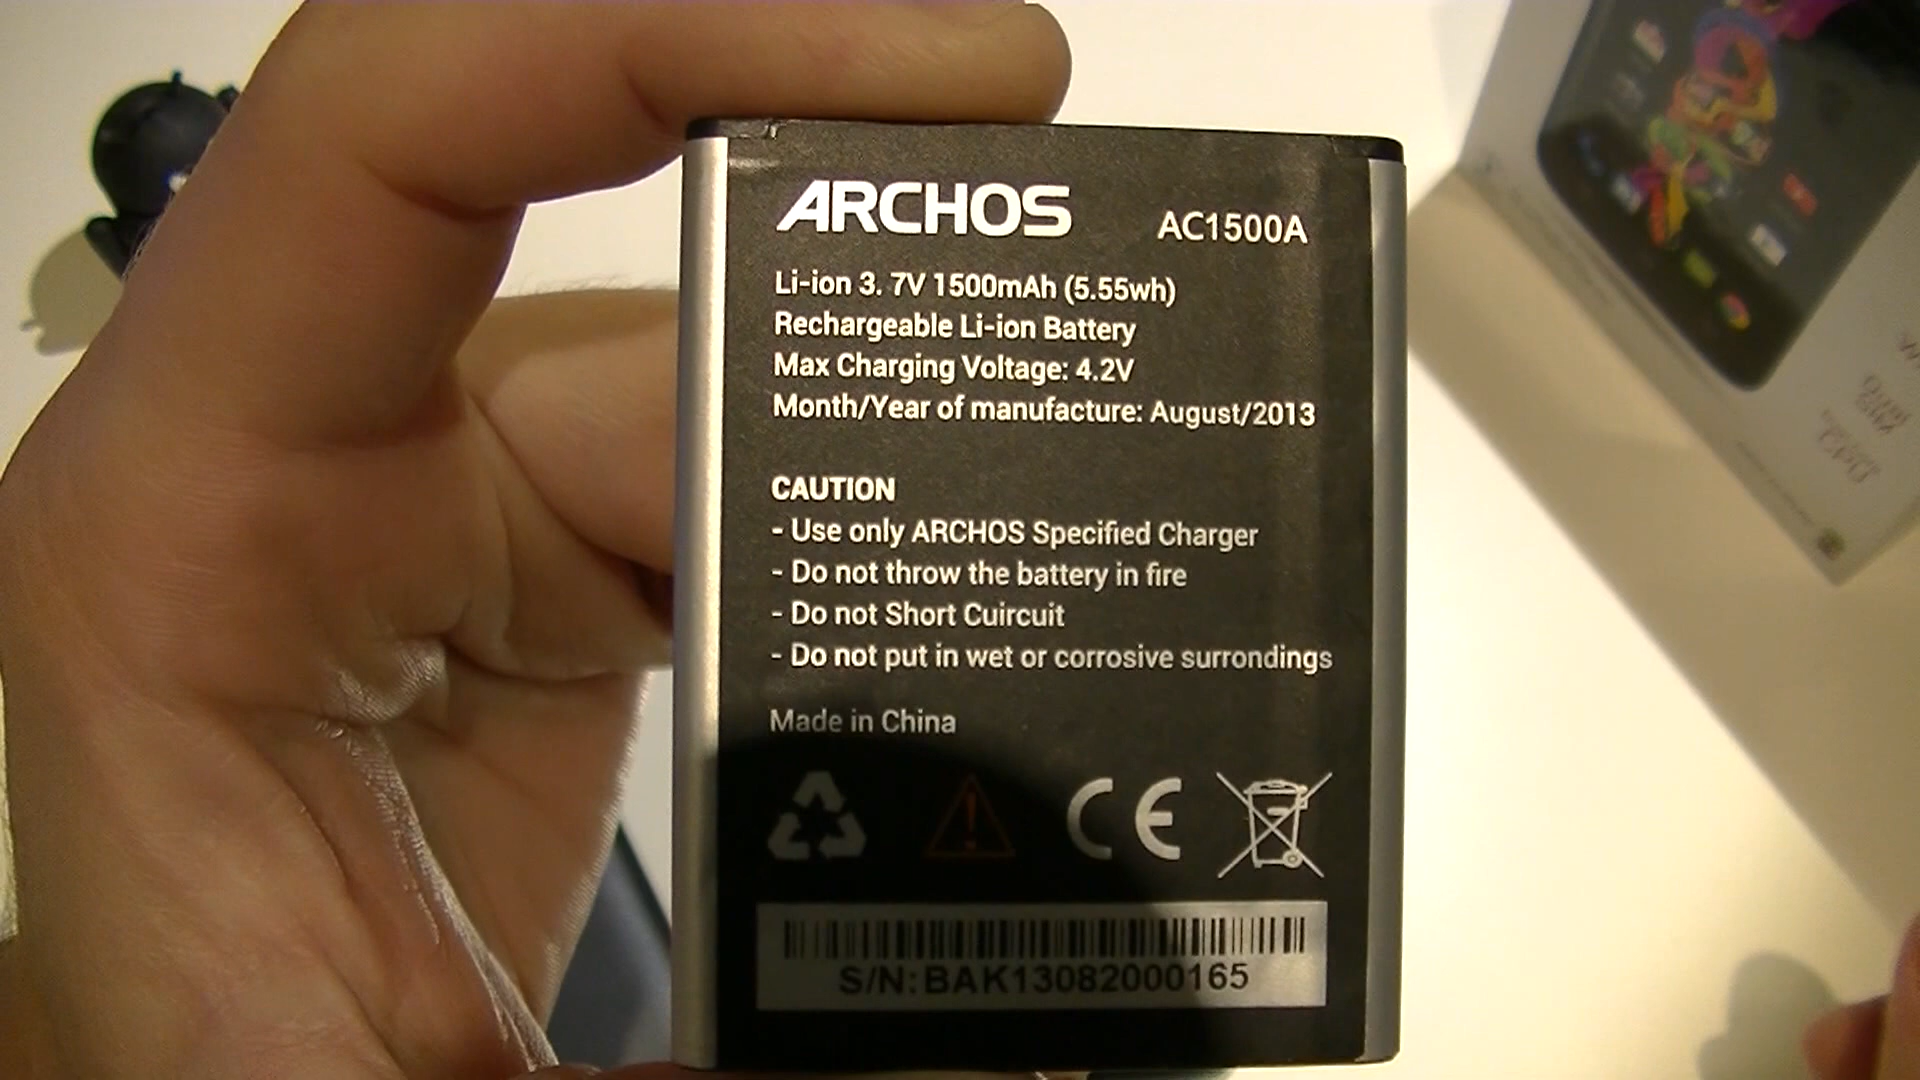 ARCHOS AC1500A
Li-ion 3. 7V 1500mAh (5.55wh)
Rechargeable Li-ion Battery
Max Charging Voltage: 4.2V
Month/Year of manufacture: August/2013
CAUTION
- Use only ARCHOS Specified Charger
- Do not throw the battery in fire
- Do not Short Cuircuit
- Do not put in wet or corrosive surrondings
Made in China
CE
S/N:BAK13082000165